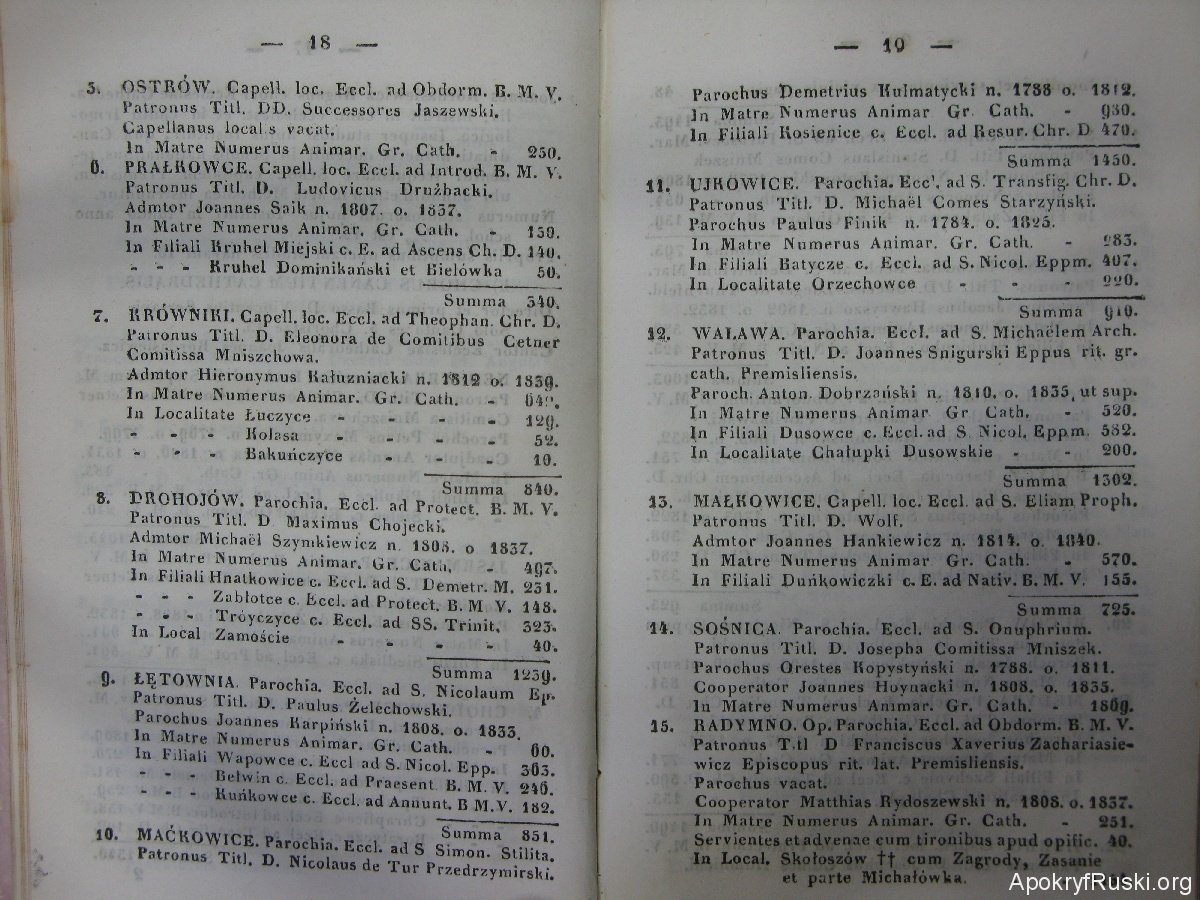 — 18 —
5. OSTRÓW. Capell. loc. Eccl. ad Obdorm. B. M. V.
Patronus Titl. DD. Successores Jaszewski.
Capellanus local s vacat.
In Matre Numerus Animar. Gr. Cath. - 250.
6. PRAŁKOWCE. Capell. loc. Eccl. ad Introd. B. M. V.
Patronus Titl. D. Ludovicus Drużbacki.
Admtor Joannes Saik n. 1807. o. 1837.
In Matre Numerus Animar. Gr. Cath. - 150.
In Filiali Kruhel Miejski c. E. ad Ascens Ch. D. 140.
- - - Kruhel Dominikański et Bielówka 50.
Summa 340.
7. KRÓWNIKI. Capell. loc. Eccl. ad Theophan. Chr. D.
Patronus Titl. D. Eleonora de Comitibus Cetner
Comitissa Mniszchowa.
Admtor Hieronymus Kałuzniacki n. 1812 o. 1839.
In Matre Numerus Animar. Gr. Cath. -
In Localitate Łuczyce - - - - 129.
- - - Kolasa - - - - 52.
- - - Bakuńczyce - - - 10.
Summa 840.
8. DROHOJÓW. Parochia. Eccl. ad Protect. B. M. V.
Patronus Titl. D Maximus Chojecki.
Admtor Michaël Szymkiewicz n. 1808. o 1837.
In Matre Numerus Animar. Gr. Cath. - 497.
In Filiali Hnatkowice c. Eccl. ad S. Demetr. M. 231.
- - - Zabłotce c. Eccl. ad Protect. B. M V. 148.
- - - Tróyczyce c. Eccl. ad SS. Trinit. 323.
In Local Zamoście - - - - 40.
Summa 1239.
9. ŁĘTOWNIA. Parochia. Eccl. ad S. Nicolaum Ep.
Patronus Titl. D. Paulus Żelechowski.
Parochus Joannes Karpiński n. 1808. o. 1833.
In Matre Numerus Animar. Gr. Cath. - 60.
In Filiali Wapowce c. Eccl ad S. Nicol. Epp. 363.
- - - Bełwin c. Eccl. ad Praesent. B. M. V. 246.
- - - Kuńkowce c. Eccl. ad Annunt. B M. V. 182.
Summa 851.
10. MAĆKOWICE. Parochia. Eccl. ad S Simon. Stilita.
Patronus Titl. D. Nicolaus de Tur Przedrzymirski.
— 19 —
Parochus Demetrius Kulmatycki n. 1788 o. 1812.
In Matre Numerus Animar Gr. Cath. - 980.
In Filiali Kosienice c. Eccl. ad Resur. Chr. D 470.
Summa 1450.
11. UJKOWICE. Parochia. Eccl. ad S. Transfig. Chr. D.
Patronus Titl. D. Michaël Comes Starzyński.
Parochus Paulus Finik n. 1784. o. 1825.
In Matre Numerus Animar. Gr. Cath. - 283.
In Filiali Batycze c. Eccl. ad S. Nicol. Eppm. 407.
In Localitate Orzechowce - - - 220.
Summa 910.
12. WALAWA. Parochia. Eccl. ad S. Michaëlem Arch.
Patronus Titl. D. Joannes Snigurski Eppus rit. gr.
cath. Premisliensis.
Paroch. Anton. Dobrzański n. 1810. o. 1835, ut sup.
In Matre Numerus Animar Gr Cath. - 520.
In Filiali Dusowce c. Eccl. ad S. Nicol. Eppm. 582.
In Localitate Chałupki Dusowskie - - 200.
Summa 1302.
13. MAŁKOWICE. Capell. loc. Eccl. ad S. Eliam Proph.
Patronus Titl. D. Wolf.
Admtor Joannes Hankiewicz n. 1814. o. 1840.
In Matre Numerus Animar Gr. Cath. - 570.
In Filiali Duńkowiczki c. E. ad Nativ. B. M. V. 155.
Summa 725.
14. SOŚNICA. Parochia. Eccl. ad S. Onuphrium.
Patronus Titl. D. Josepha Comitissa Mniszek.
Parochus Orestes Kopystyński n. 1788. o. 1811.
Cooperator Joannes Hoynacki n. 1808. o. 1835.
In Matre Numerus Animar. Gr. Cath. - 1869.
15. RADYMNO. Op. Parochia. Eccl. ad Obdorm. B. M. V.
Patronus T.tl D Franciscus Xaverius Zachariasie-
wicz Episcopus rit. lat. Premisliensis.
Parochus vacat.
Cooperator Matthias Rydoszewski n. 1808. o. 1837.
In Matre Numerus Animar. Gr. Cath. - 251.
Servientes et advenae cum tironibus apud opific. 40.
In Local. Skołoszów †† cum Zagrody, Zasanie
et parte Michałówka.
ApokryfRuski.org